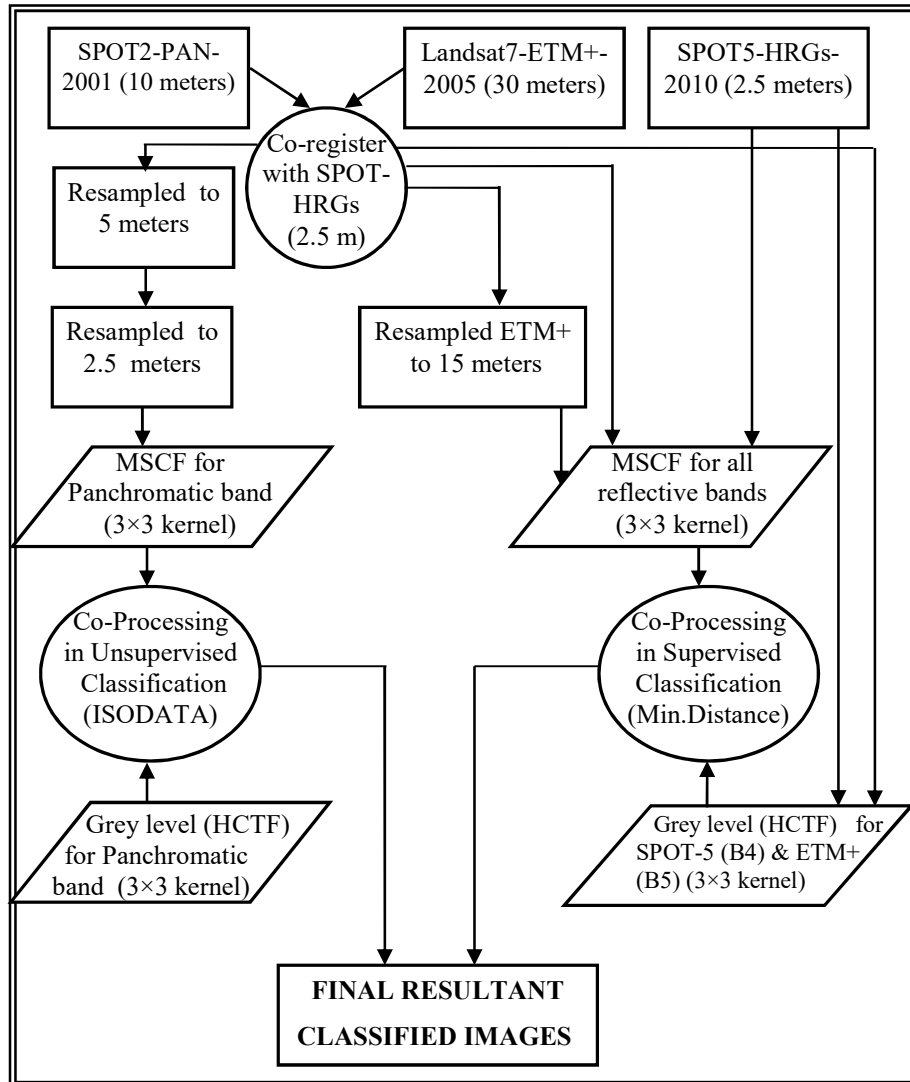 SPOT2-PAN-
2001 (10 meters)
Landsat7-ETM+-
2005 (30 meters)
SPOT5-HRGs-
2010 (2.5 meters)
Co-register
with SPOT-
HRGs
(2.5 m)
Resampled to
5 meters
Resampled to
2.5 meters
Resampled ETM+
to 15 meters
MSCF for
Panchromatic band
(3×3 kernel)
MSCF for all
reflective bands
(3×3 kernel)
Co-Processing
in Unsupervised
Classification
(ISODATA)
Co-Processing
in Supervised
Classification
(Min.Distance)
Grey level (HCTF)
for Panchromatic
band (3×3 kernel)
Grey level (HCTF) for
SPOT-5 (B4) & ETM+
(B5) (3×3 kernel)
FINAL RESULTANT
CLASSIFIED IMAGES